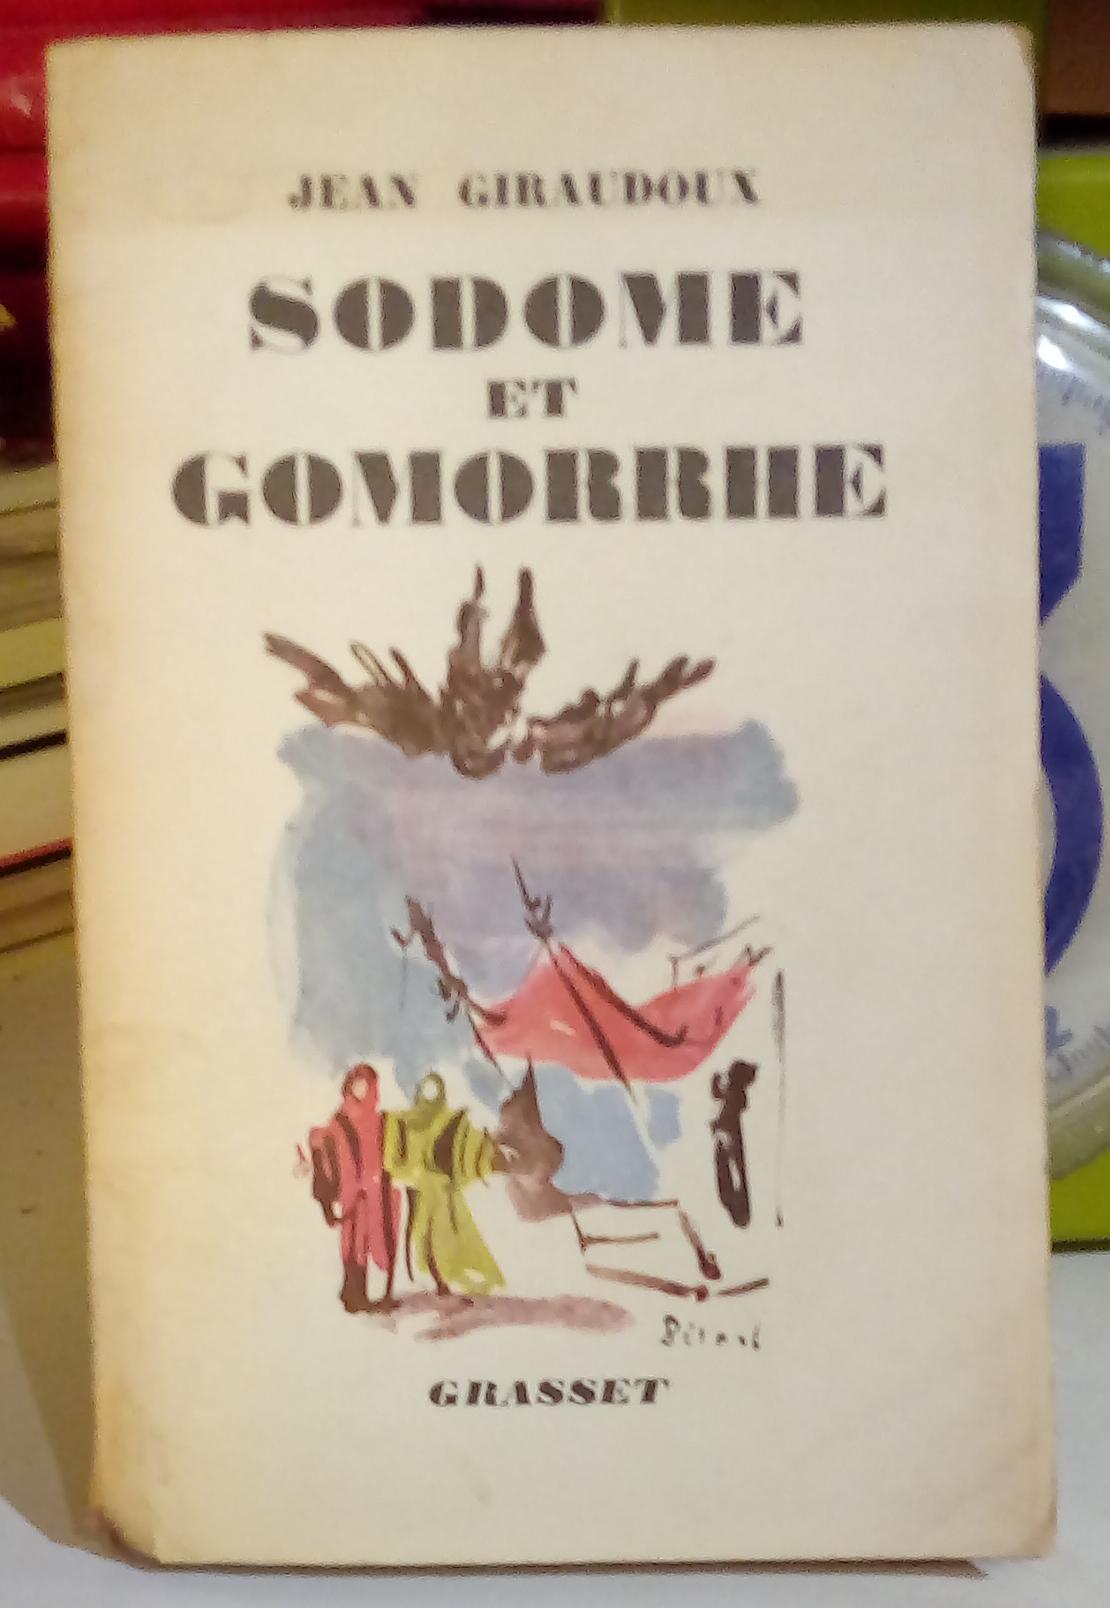 JEAN GIRAUDOUX
SODOME
ET
GOMORRHE
GRASSET